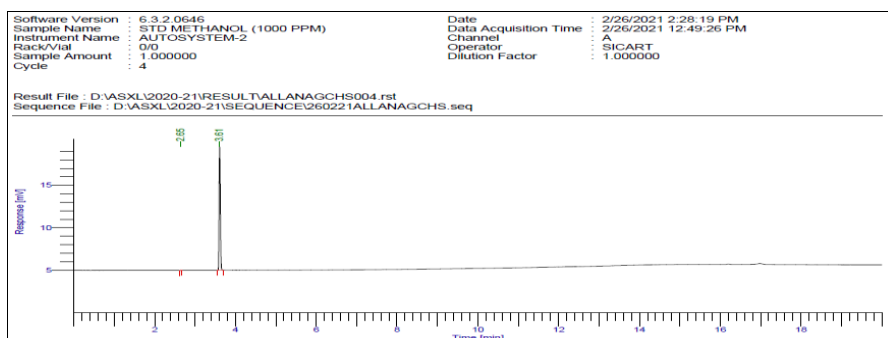 Software Version : 6.3.2.0646 Date : 2/26/2021 2:28:19 PM
Sample Name : STD METHANOL (1000 PPM) Data Acquisition Time : 2/26/2021 12:49:26 PM
Instrument Name : AUTOSYSTEM-2 Channel : A
Rack/Vial : 0/0 Operator : SICART
Sample Amount : 1.000000 Dilution Factor : 1.000000
Cycle : 4
Result File : D:\ASXL\2020-21\RESULT\ALLANAGCHS004.rst
Sequence File : D:\ASXL\2020-21\SEQUENCE\260221ALLANAGCHS.seq
2.65 3.61
Response [mV]
15
10
5
2 4 6 8 10 12 14 16 18
Time [min]